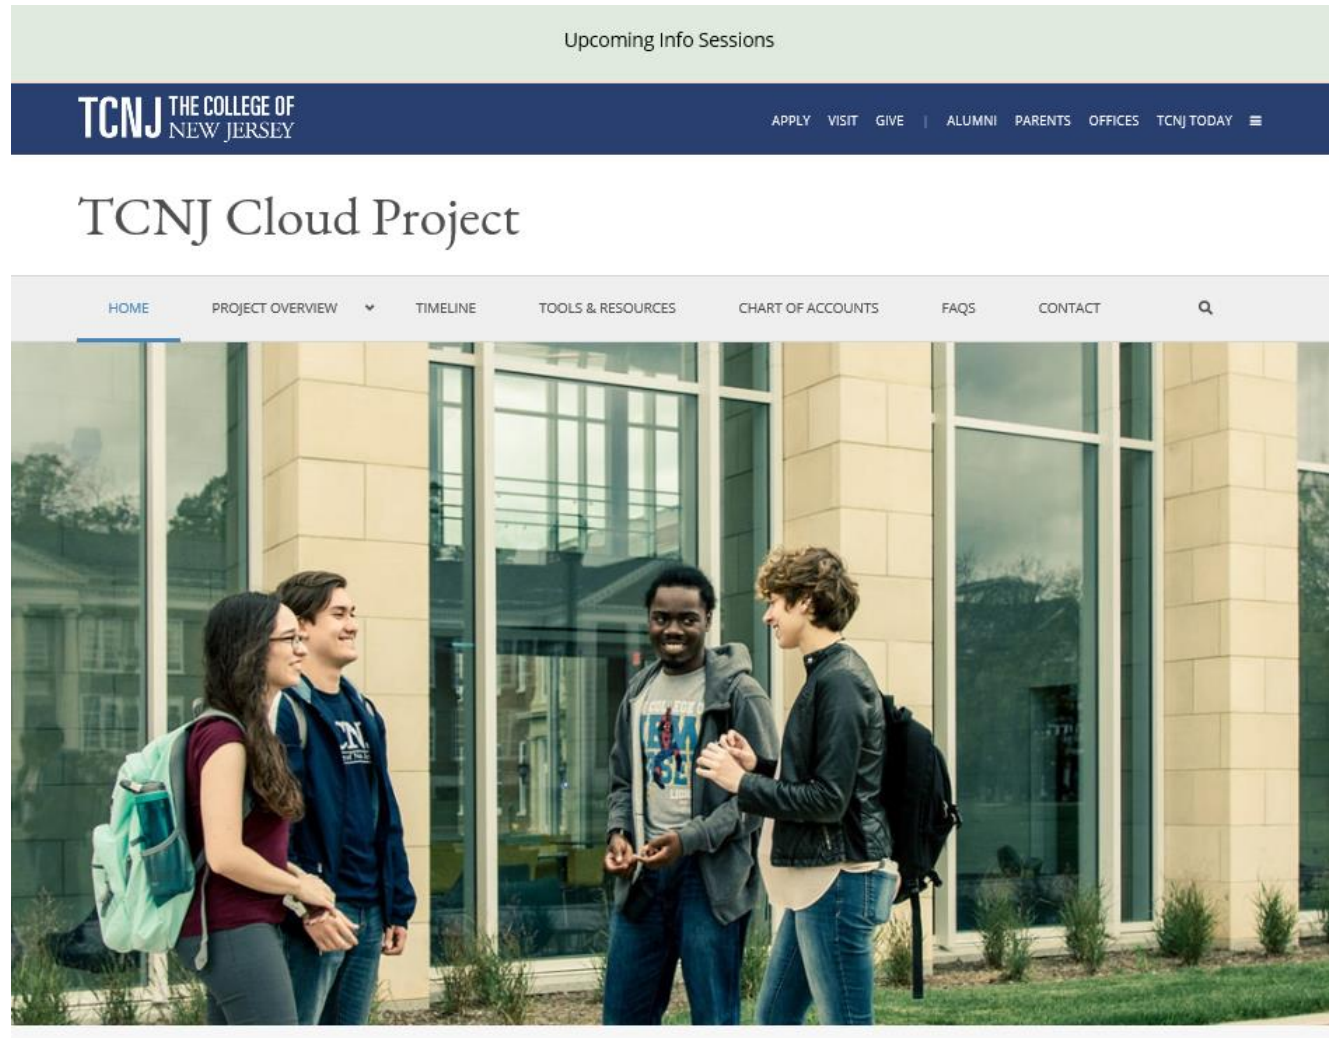 Upcoming Info Sessions
TCNJ THE COLLEGE OF
NEW JERSEY
APPLY VISIT GIVE | ALUMNI PARENTS OFFICES TCNJ TODAY
TCNJ Cloud Project
HOME PROJECT OVERVIEW TIMELINE TOOLS & RESOURCES CHART OF ACCOUNTS FAQS CONTACT